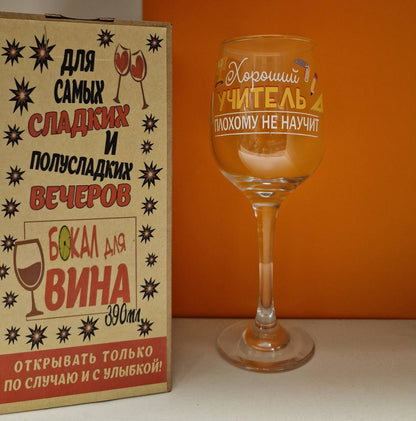 ДЛЯ
САМЫХ
СЛАДКИХ
И
ПОЛУСЛАДКИХ
ВЕЧЕРОВ
БОКАЛ ДЛЯ
ВИНА
390мл
ОТКРЫВАТЬ ТОЛЬКО
ПО СЛУЧАЮ И С УЛЫБКОЙ!
Хороший
УЧИТЕЛЬ
ПЛОХОМУ НЕ НАУЧИТ